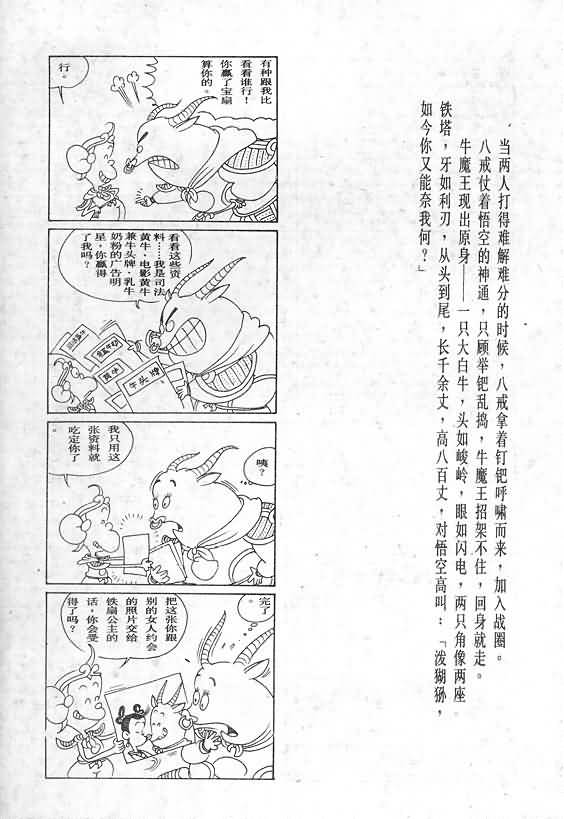 当两人打得难解难分的时候，八戒拿着钉钯呼啸而来，加入战圈。
八戒仗着悟空的神通，只顾举钯乱捣，牛魔王招架不住，回身就走。
牛魔王现出原身——一只大白牛，头如峻岭，眼如闪电，两只角像两座
铁塔，牙如利刃，从头到尾，长千余丈，高八百丈，对悟空高叫：「泼猢狲，
如今你又能奈我何？」
有种跟我比
看看谁行！
你赢了宝扇
算你的。
行。
看看这些资
料……我是司法
黄牛、电影黄牛
兼牛头牌、乳牛
奶粉的广告明
星，你赢得
了我吗？
牛头牌
我只用这
张资料就
吃定你了
咦？
完了
把这张你跟
别的女人约会
的照片交给
铁扇公主的
话，你会受
得了吗？